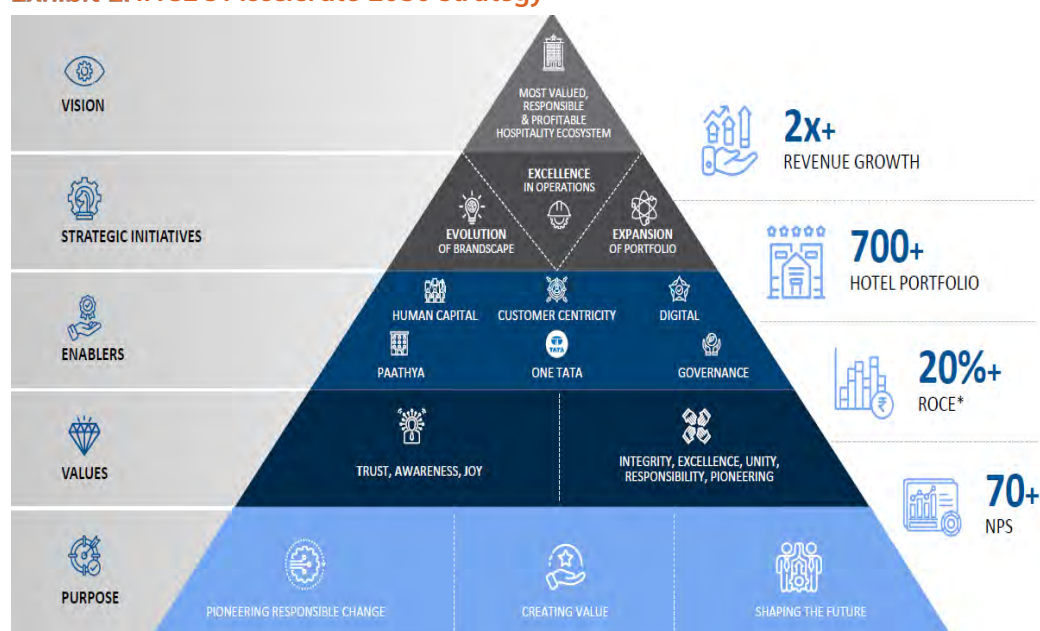 VISION
MOST VALUED,
RESPONSIBLE
& PROFITABLE
HOSPITALITY ECOSYSTEM
2x+
REVENUE GROWTH
STRATEGIC INITIATIVES
EXCELLENCE
IN OPERATIONS
EVOLUTION
OF BRANDSCAPE
EXPANSION
OF PORTFOLIO
700+
HOTEL PORTFOLIO
ENABLERS
HUMAN CAPITAL
CUSTOMER CENTRICITY
DIGITAL
PAATHYA
TATA
ONE TATA
GOVERNANCE
₹
20%+
ROCE*
VALUES
TRUST, AWARENESS, JOY
INTEGRITY, EXCELLENCE, UNITY,
RESPONSIBILITY, PIONEERING
70+
NPS
PURPOSE
PIONEERING RESPONSIBLE CHANGE
CREATING VALUE
SHAPING THE FUTURE